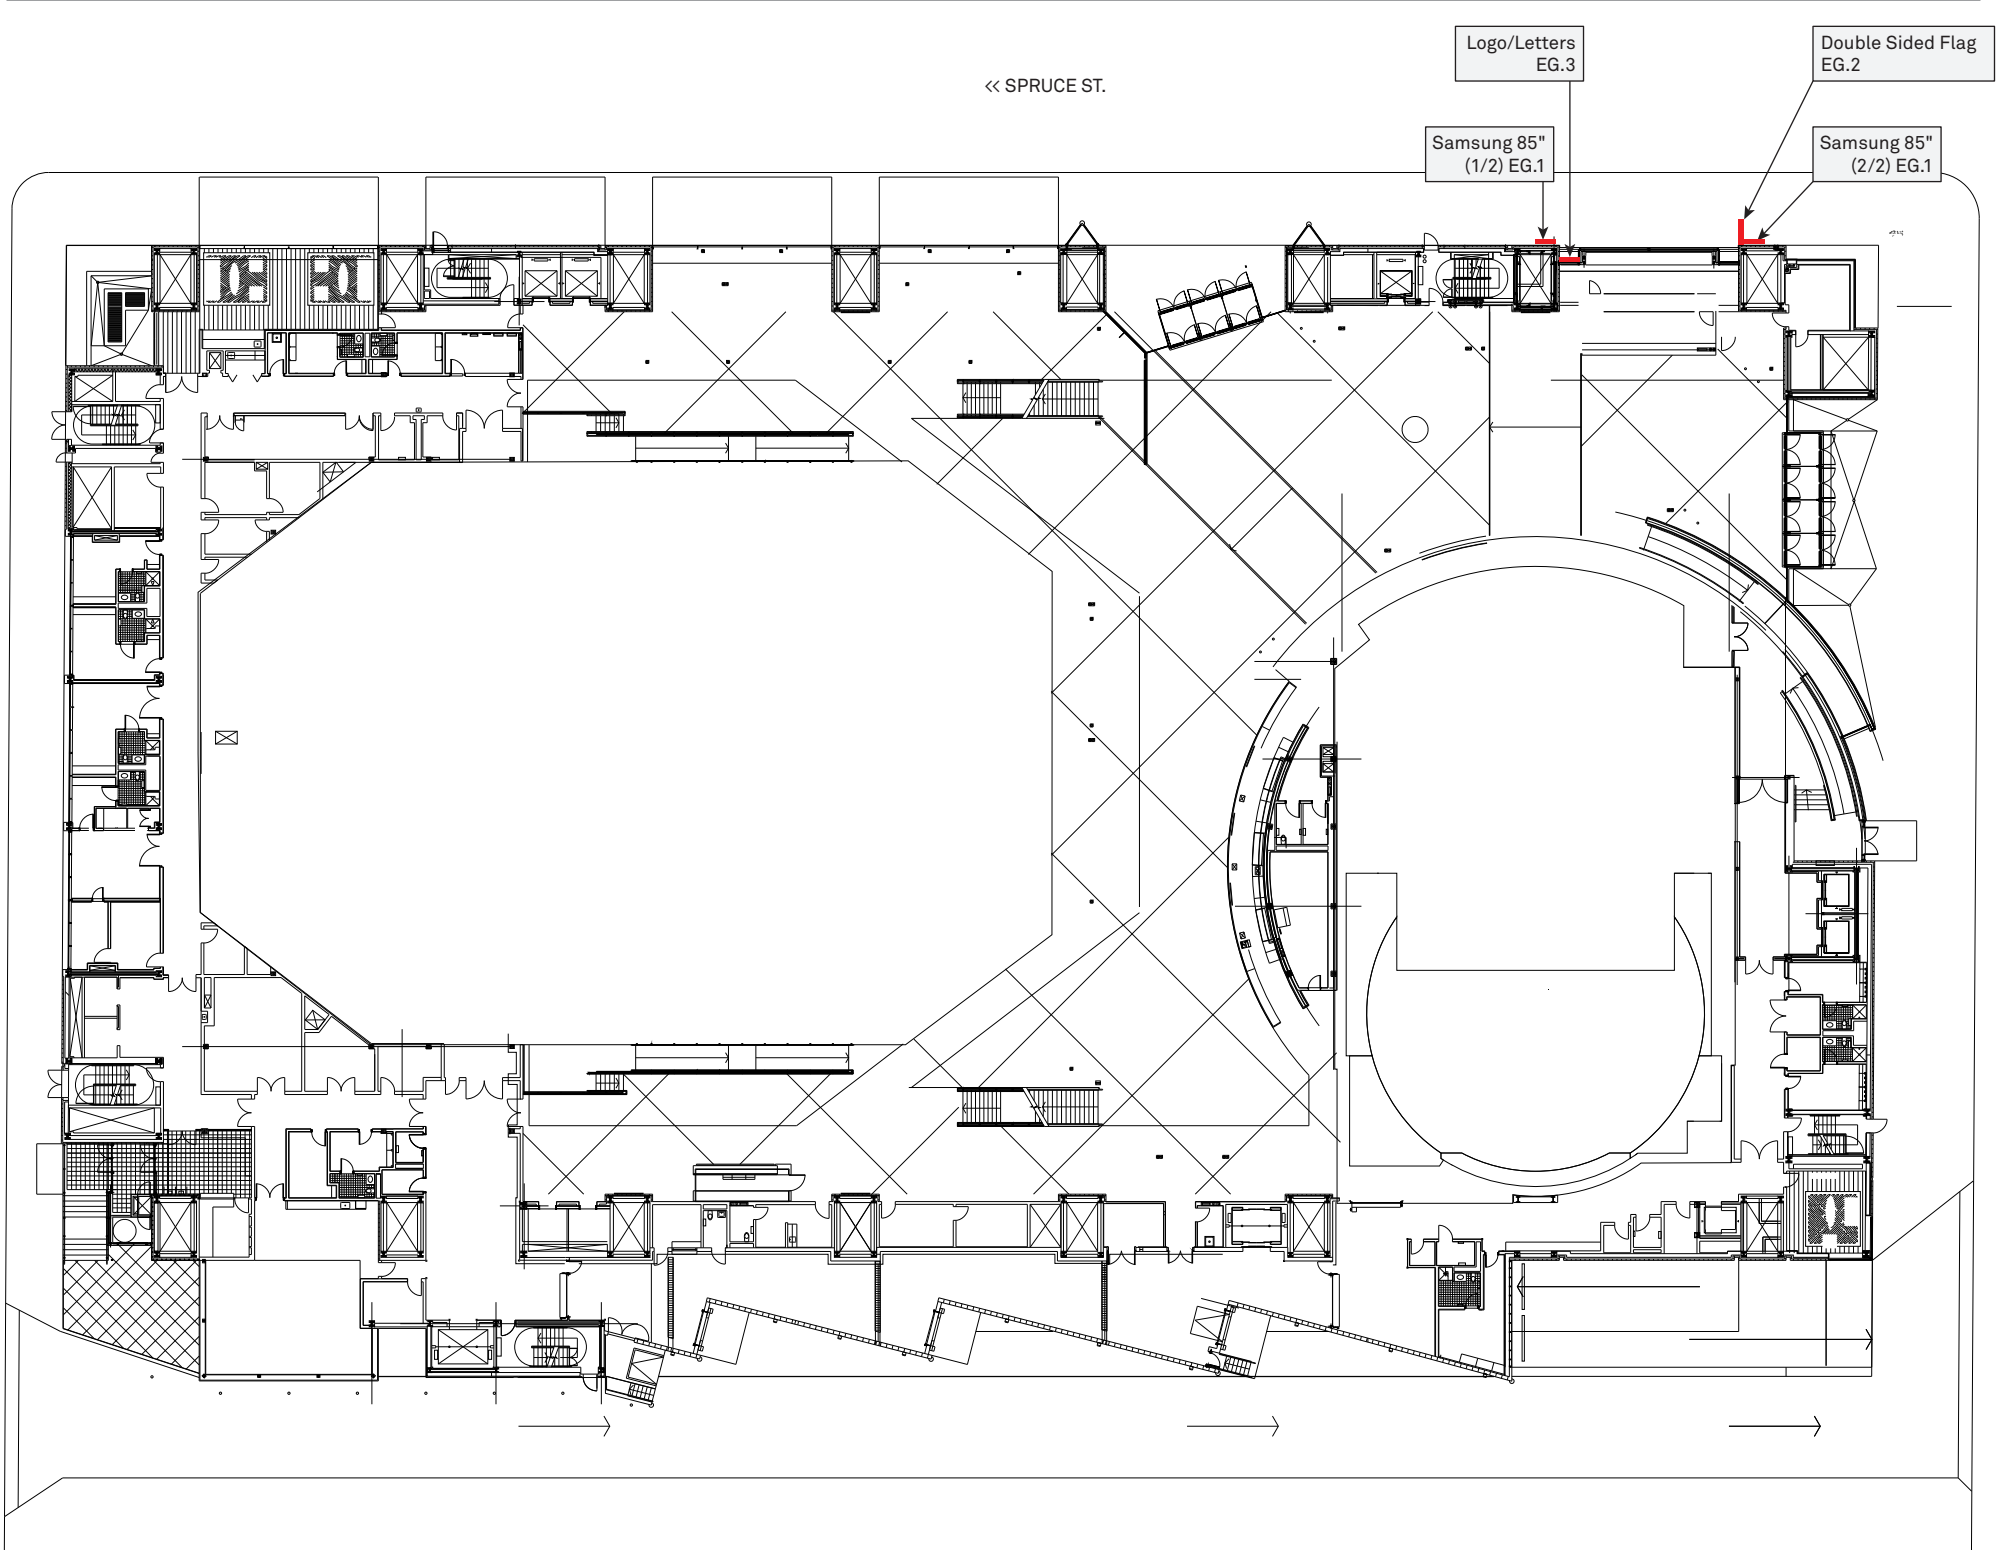 Logo/Letters
EG.3
Double Sided Flag
EG.2
<< SPRUCE ST.
Samsung 85"
(1/2) EG.1
Samsung 85"
(2/2) EG.1